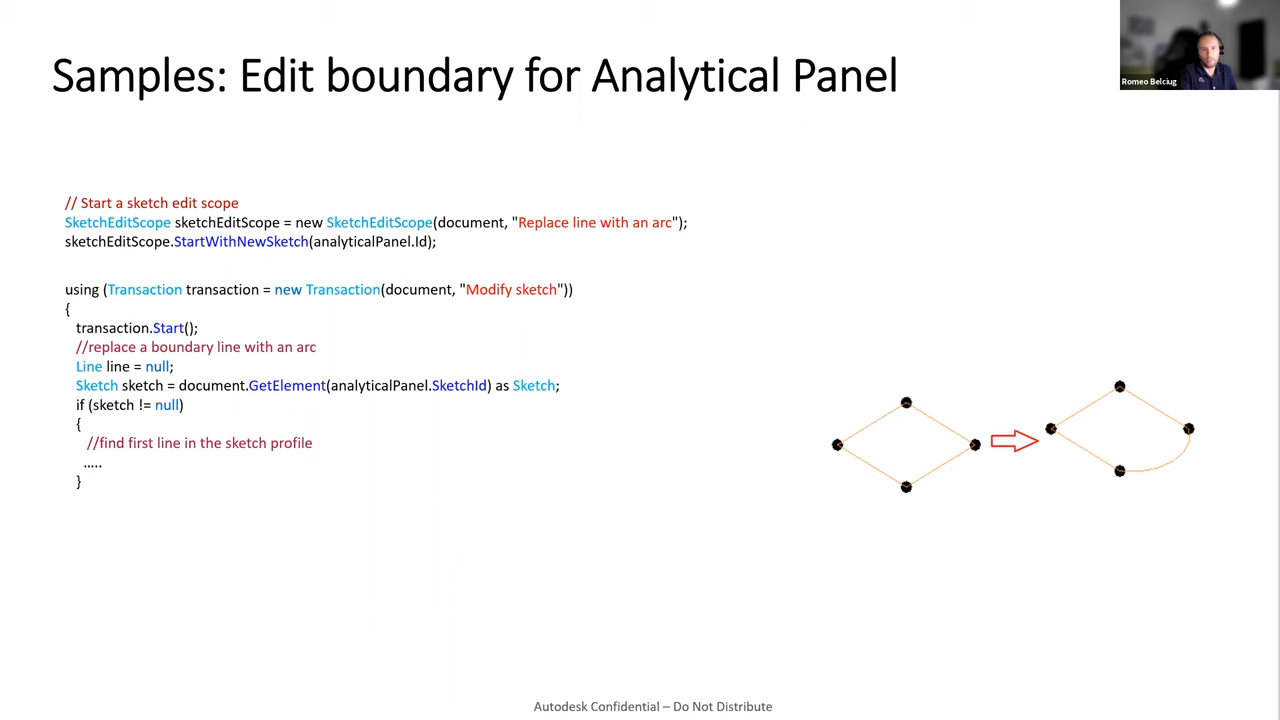 Samples: Edit boundary for Analytical Panel
Romeo Belciug
// Start a sketch edit scope
SketchEditScope sketchEditScope = new SketchEditScope(document, "Replace line with an arc");
sketchEditScope.StartWithNewSketch(analyticalPanel.Id);
using (Transaction transaction = new Transaction(document, "Modify sketch"))
{
transaction.Start();
//replace a boundary line with an arc
Line line = null;
Sketch sketch = document.GetElement(analyticalPanel.SketchId) as Sketch;
if (sketch != null)
{
//find first line in the sketch profile
…..
}
Autodesk Confidential – Do Not Distribute